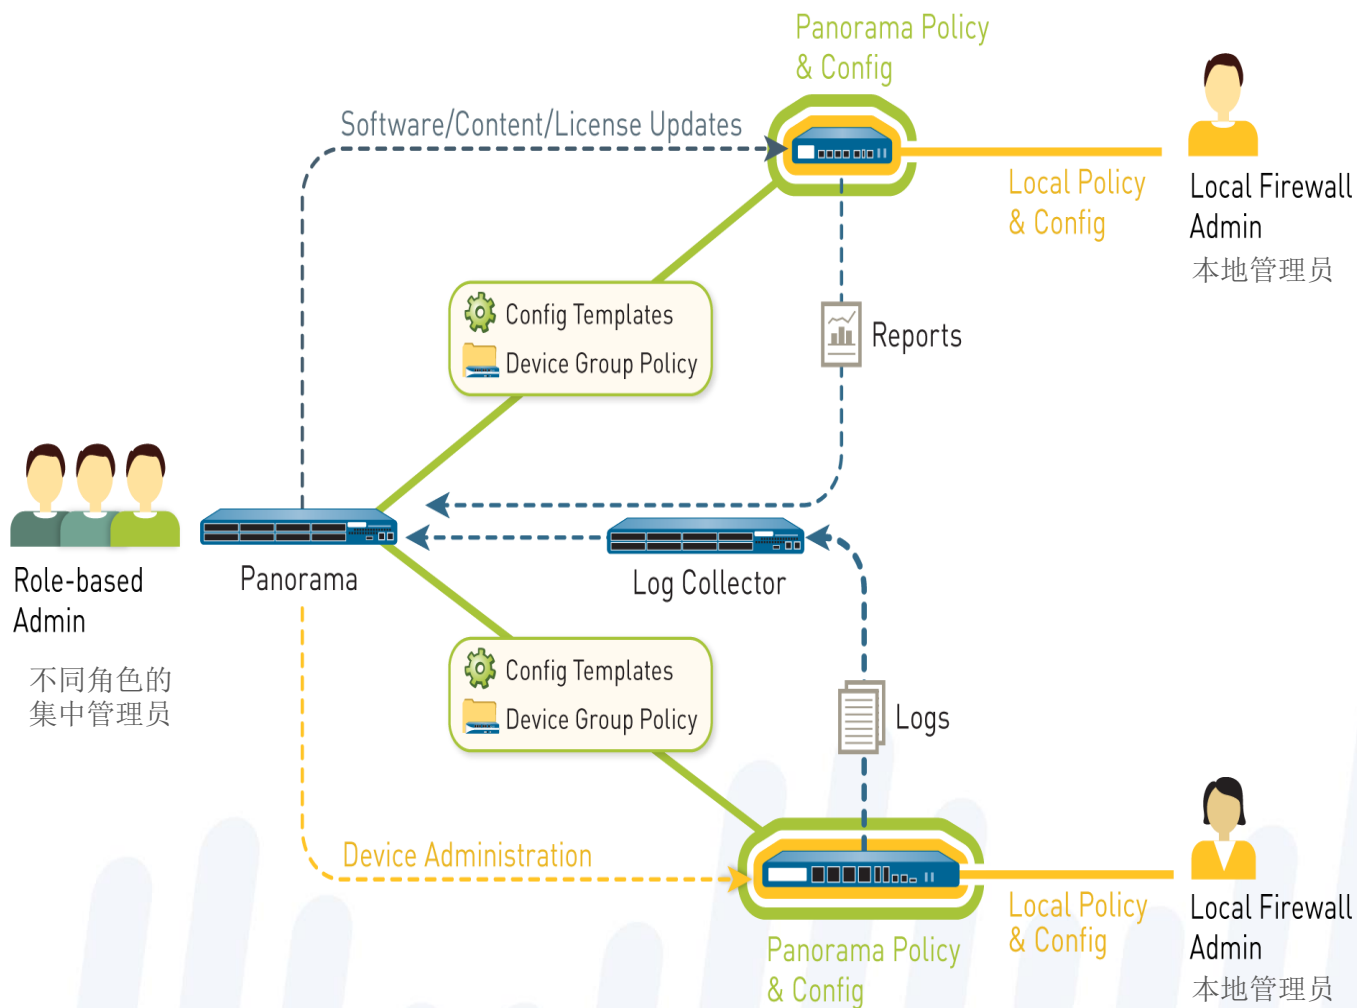 Panorama Policy
& Config
Software/Content/License Updates
Local Policy
& Config
Local Firewall
Admin
本地管理员
Config Templates
Device Group Policy
Reports
Role-based
Admin
不同角色的
集中管理员
Panorama
Log Collector
Config Templates
Device Group Policy
Logs
Device Administration
Local Policy
& Config
Local Firewall
Admin
本地管理员
Panorama Policy
& Config